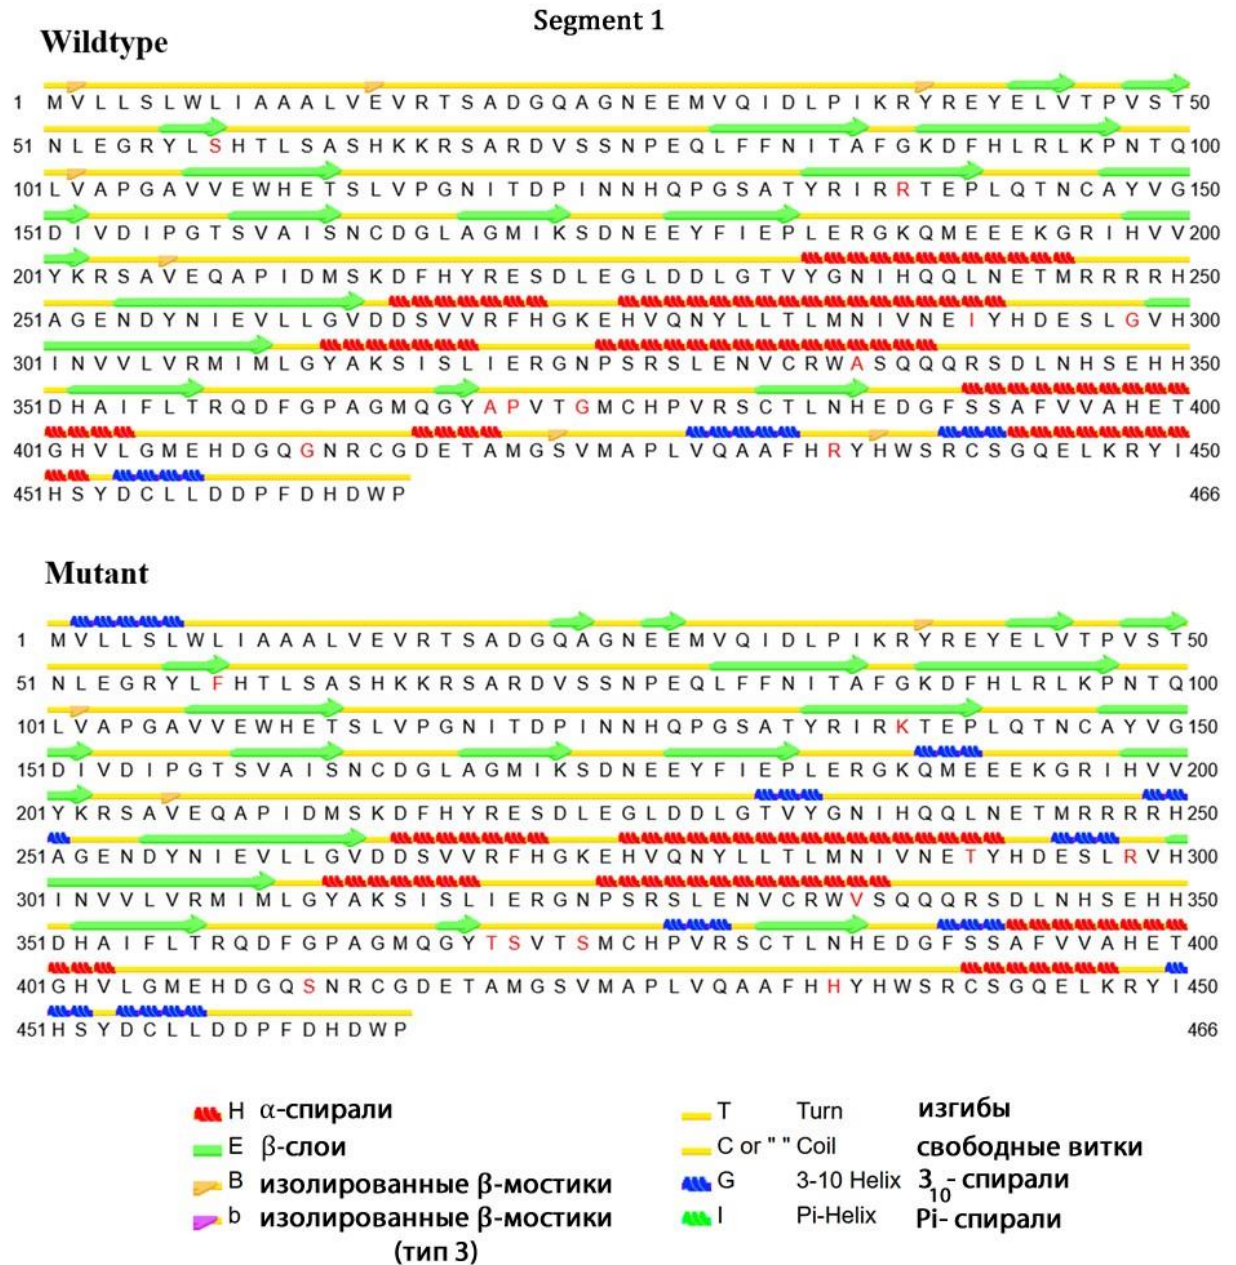 Segment 1
Wildtype
1 M V L L S L W L I A A A L V E V R T S A D G Q A G N E E M V Q I D L P I K R Y R E Y E L V T P V S T 50
51 N L E G R Y L S H T L S A S H K K R S A R D V S S N P E Q L F F N I T A F G K D F H L R L K P N T Q 100
101 L V A P G A V V E W H E T S L V P G N I T D P I N N H Q P G S A T Y R I R R T E P L Q T N C A Y V G 150
151 D I V D I P G T S V A I S N C D G L A G M I K S D N E E Y F I E P L E R G K Q M E E E K G R I H V V 200
201 Y K R S A V E Q A P I D M S K D F H Y R E S D L E G L D D L G T V Y G N I H Q Q L N E T M R R R R H 250
251 A G E N D Y N I E V L L G V D D S V V R F H G K E H V Q N Y L L T L M N I V N E I Y H D E S L G V H 300
301 I N V V L V R M I M L G Y A K S I S L I E R G N P S R S L E N V C R W A S Q Q Q R S D L N H S E H H 350
351 D H A I F L T R Q D F G P A G M Q G Y A P V T G M C H P V R S C T L N H E D G F S S A F V V A H E T 400
401 G H V L G M E H D G Q G N R C G D E T A M G S V M A P L V Q A A F H R Y H W S R C S G Q E L K R Y I 450
451 H S Y D C L L D D P F D H D W P 466
Mutant
1 M V L L S L W L I A A A L V E V R T S A D G Q A G N E E M V Q I D L P I K R Y R E Y E L V T P V S T 50
51 N L E G R Y L F H T L S A S H K K R S A R D V S S N P E Q L F F N I T A F G K D F H L R L K P N T Q 100
101 L V A P G A V V E W H E T S L V P G N I T D P I N N H Q P G S A T Y R I R K T E P L Q T N C A Y V G 150
151 D I V D I P G T S V A I S N C D G L A G M I K S D N E E Y F I E P L E R G K Q M E E E K G R I H V V 200
201 Y K R S A V E Q A P I D M S K D F H Y R E S D L E G L D D L G T V Y G N I H Q Q L N E T M R R R R H 250
251 A G E N D Y N I E V L L G V D D S V V R F H G K E H V Q N Y L L T L M N I V N E T Y H D E S L R V H 300
301 I N V V L V R M I M L G Y A K S I S L I E R G N P S R S L E N V C R W V S Q Q Q R S D L N H S E H H 350
351 D H A I F L T R Q D F G P A G M Q G Y T S V T S M C H P V R S C T L N H E D G F S S A F V V A H E T 400
401 G H V L G M E H D G Q S N R C G D E T A M G S V M A P L V Q A A F H H Y H W S R C S G Q E L K R Y I 450
451 H S Y D C L L D D P F D H D W P 466
H α-спирали T Turn изгибы
E β-слои C or " " Coil свободные витки
B изолированные β-мостики G 3-10 Helix 3₁₀- спирали
b изолированные β-мостики I Pi-Helix Pi- спирали
(тип 3)